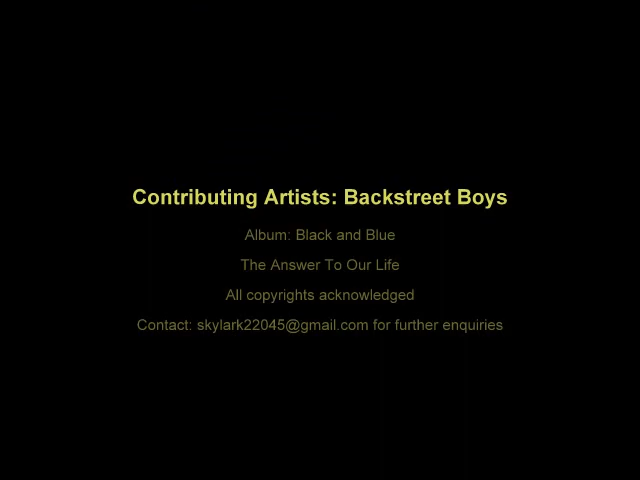 Contributing Artists: Backstreet Boys
Album: Black and Blue
The Answer To Our Life
All copyrights acknowledged
Contact: skylark22045@gmail.com for further enquiries